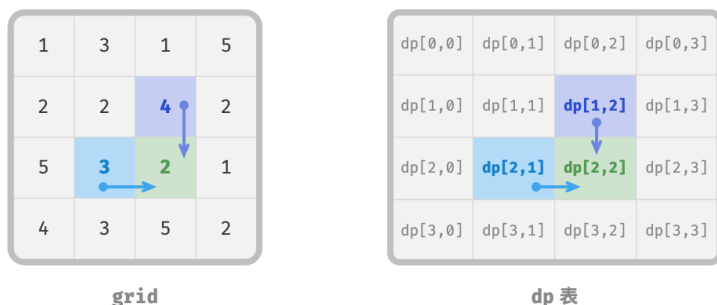 1 3 1 5
2 2 4 2
5 3 2 1
4 3 5 2
grid
dp[0,0] dp[0,1] dp[0,2] dp[0,3]
dp[1,0] dp[1,1] dp[1,2] dp[1,3]
dp[2,0] dp[2,1] dp[2,2] dp[2,3]
dp[3,0] dp[3,1] dp[3,2] dp[3,3]
dp 表